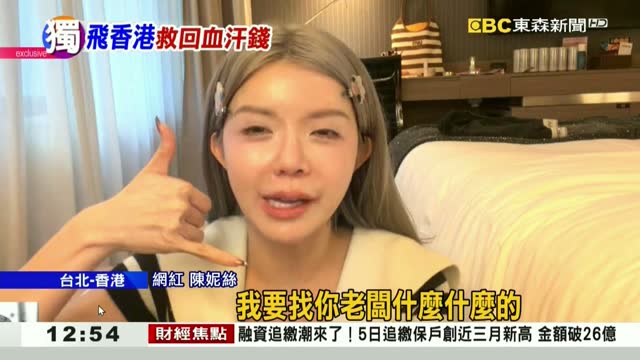 獨 飛香港救回血汗錢
exclusive
EBC東森新聞HD
台北-香港 網紅 陳妮絲
我要找你老闆什麼什麼的
12:54 財經焦點 融資追繳潮來了！5日追繳保戶創近三月新高 金額破26億